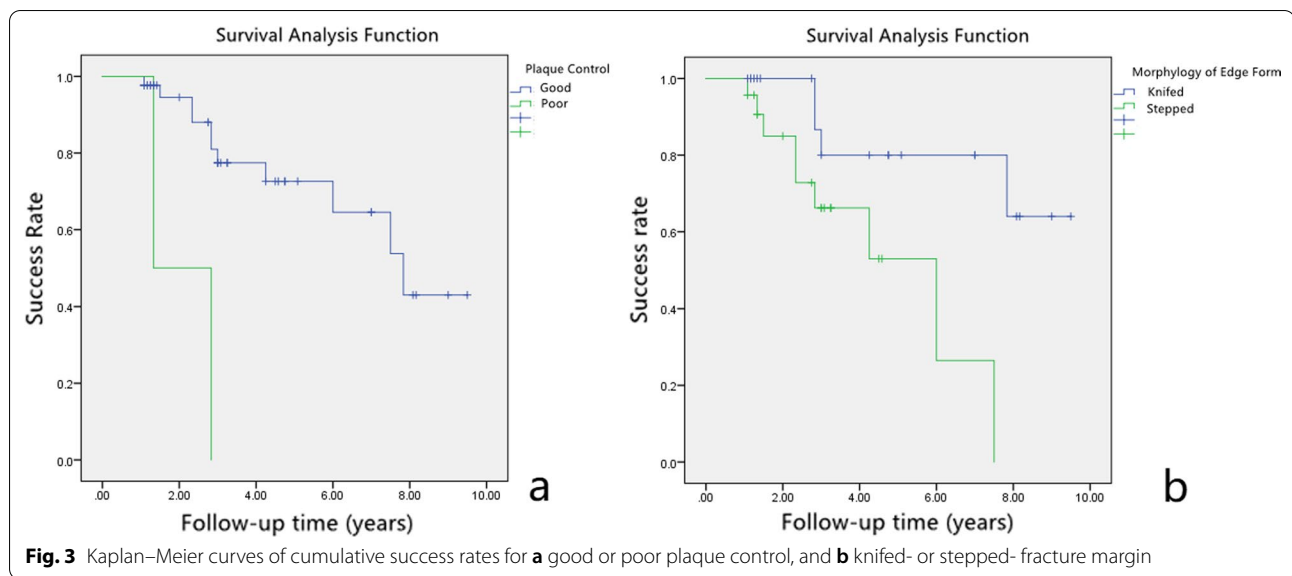 Survival Analysis Function
Plaque Control
Good
Poor
1.0
0.8
0.6
0.4
0.2
0.0
Success Rate
.00 2.00 4.00 6.00 8.00 10.00
Follow-up time (years)
a
Survival Analysis Function
Morphylogy of Edge Form
Knifed
Stepped
1.0
0.8
0.6
0.4
0.2
0.0
Success rate
.00 2.00 4.00 6.00 8.00 10.00
Follow-up time (years)
b
Fig. 3 Kaplan–Meier curves of cumulative success rates for a good or poor plaque control, and b knifed- or stepped- fracture margin